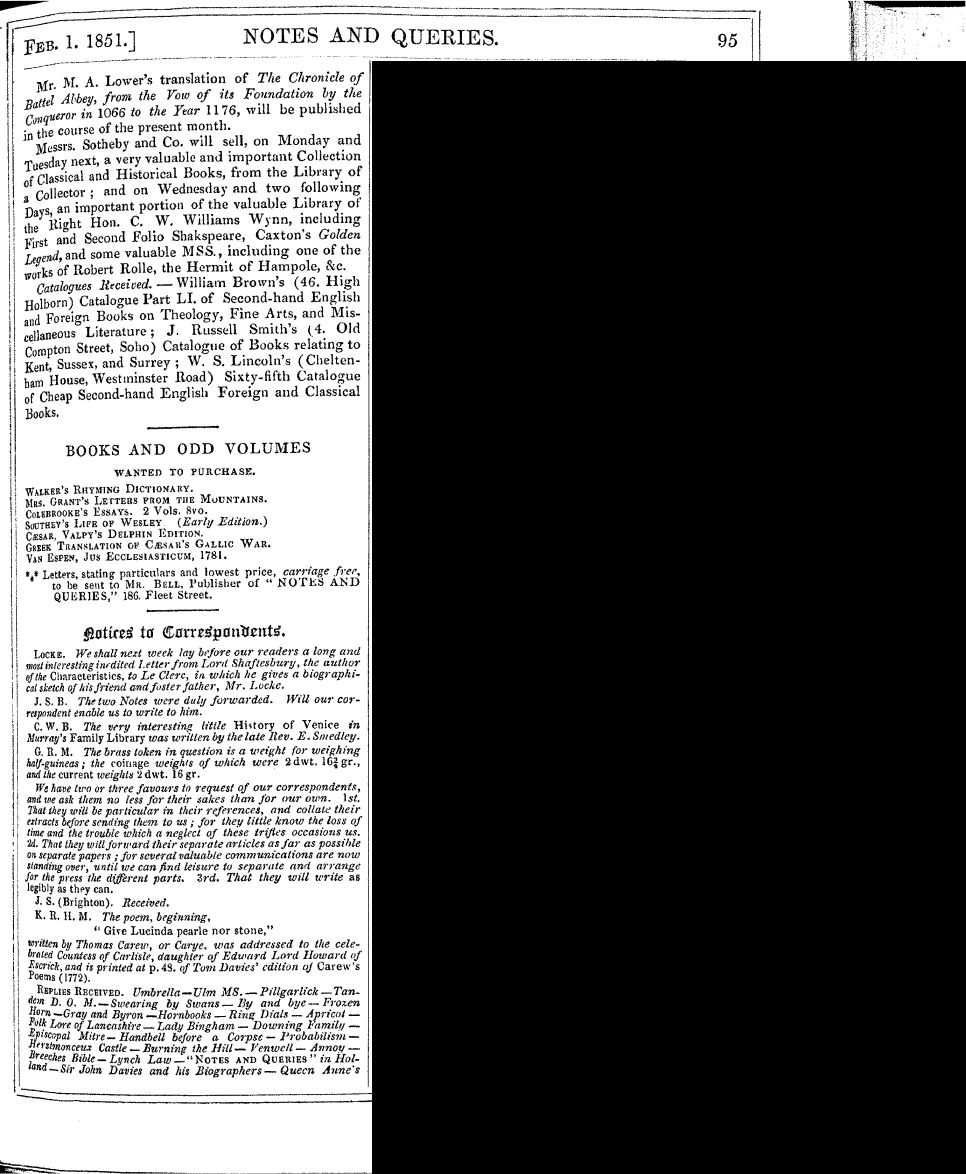 FEB. 1. 1851.]
NOTES AND QUERIES.
95
Mr. M. A. Lower's translation of The Chronicle of
Battel Abbey, from the Vow of its Foundation by the
Conqueror in 1066 to the Year 1176, will be published
in the course of the present month.
Messrs. Sotheby and Co. will sell, on Monday and
Tuesday next, a very valuable and important Collection
of Classical and Historical Books, from the Library of
a Collector; and on Wednesday and two following
Days, an important portion of the valuable Library of
the Right Hon. C. W. Williams Wynn, including
First and Second Folio Shakspeare, Caxton's Golden
Legend, and some valuable MSS., including one of the
works of Robert Rolle, the Hermit of Hampole, &c.
Catalogues Received. — William Brown's (46. High
Holborn) Catalogue Part LI. of Second-hand English
and Foreign Books on Theology, Fine Arts, and Mis-
cellaneous Literature; J. Russell Smith's (4. Old
Compton Street, Soho) Catalogue of Books relating to
Kent, Sussex, and Surrey; W. S. Lincoln's (Chelten-
ham House, Westminster Road) Sixty-fifth Catalogue
of Cheap Second-hand English Foreign and Classical
Books.
BOOKS AND ODD VOLUMES
WANTED TO PURCHASE.
WALKER'S RHYMING DICTIONARY.
MRS. GRANT'S LETTERS FROM THE MOUNTAINS.
COLEBROOKE'S ESSAYS. 2 Vols. 8vo.
SOUTHEY'S LIFE OF WESLEY (Early Edition.)
CÆSAR, VALPY'S DELPHIN EDITION.
GREEK TRANSLATION OF CÆSAR'S GALLIC WAR.
VAN ESPEN, JUS ECCLESIASTICUM, 1781.
*** Letters, stating particulars and lowest price, carriage free,
to be sent to MR. BELL, Publisher of "NOTES AND
QUERIES," 186. Fleet Street.
Notices to Correspondents.
LOCKE. We shall next week lay before our readers a long and
most interesting inedited Letter from Lord Shaftesbury, the author
of the Characteristics, to Le Clerc, in which he gives a biographi-
cal sketch of his friend and foster father, Mr. Locke.
J. S. B. The two Notes were duly forwarded. Will our cor-
respondent enable us to write to him.
C. W. B. The very interesting little History of Venice in
Murray's Family Library was written by the late Rev. E. Smedley.
G. R. M. The brass token in question is a weight for weighing
half-guineas; the coinage weights of which were 2 dwt. 16¾ gr.,
and the current weights 2 dwt. 16 gr.
We have two or three favours to request of our correspondents,
and we ask them no less for their sakes than for our own. 1st.
That they will be particular in their references, and collate their
extracts before sending them to us; for they little know the loss of
time and the trouble which a neglect of these trifles occasions us.
2d. That they will forward their separate articles as far as possible
on separate papers; for several valuable communications are now
standing over, until we can find leisure to separate and arrange
for the press the different parts. 3rd. That they will write as
legibly as they can.
J. S. (Brighton). Received.
K. R. H. M. The poem, beginning,
"Give Lucinda pearle nor stone,"
written by Thomas Carew, or Carye, was addressed to the cele-
brated Countess of Carlisle, daughter of Edward Lord Howard of
Escrick, and is printed at p. 48. of Tom Davies' edition of Carew's
Poems (1772).
REPLIES RECEIVED. Umbrella—Ulm MS.—Pillgarlick—Tan-
dem D. O. M.—Swearing by Swans—By and bye—Frozen
Horn—Gray and Byron—Hornbooks—Ring Dials—Apricot—
Folk Lore of Lancashire—Lady Bingham—Downing Family—
Episcopal Mitre—Handbell before a Corpse—Probabilism—
Herstmonceux Castle—Burning the Hill—Venwell—Annoy—
Breeches Bible—Lynch Law—"NOTES AND QUERIES" in Hol-
land—Sir John Davies and his Biographers—Queen Anne's